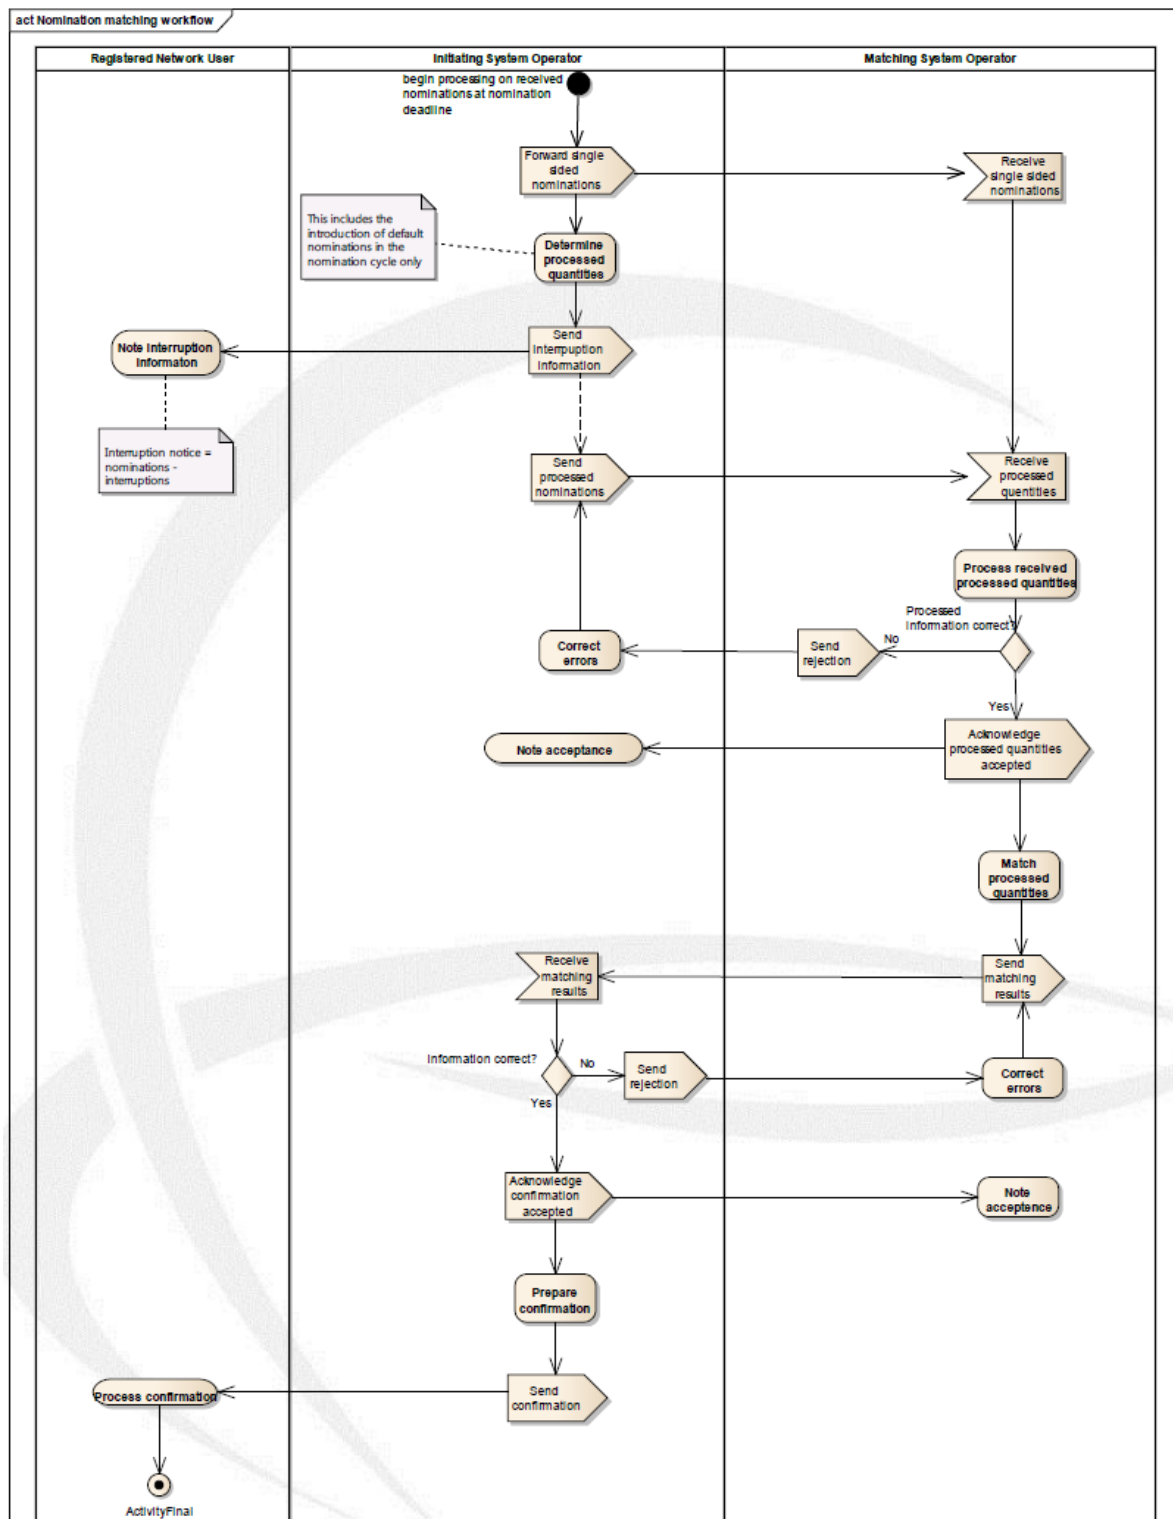 act Nomination matching workflow
Registered Network User
Initiating System Operator
Matching System Operator
begin processing on received
nominations at nomination
deadline
Forward single
sided
nominations
Receive
single sided
nominations
This includes the
introduction of default
nominations in the
nomination cycle only
Determine
processed
quantities
Send
Interrpuption
Information
Note Interruption
Informaton
Interruption notice =
nominations -
interruptions
Send
processed
nominations
Receive
processed
quentities
Process received
processed quantities
Processed
Information correct?
No
Send
rejection
Correct
errors
Yes
Acknowledge
processed quantities
accepted
Note acceptance
Match
processed
quantities
Receive
matching
results
Send
matching
results
Information correct?
No
Send
rejection
Correct
errors
Yes
Acknowledge
confirmation
accepted
Note
acceptence
Prepare
confirmation
Process confirmation
Send
confirmation
ActivityFinal